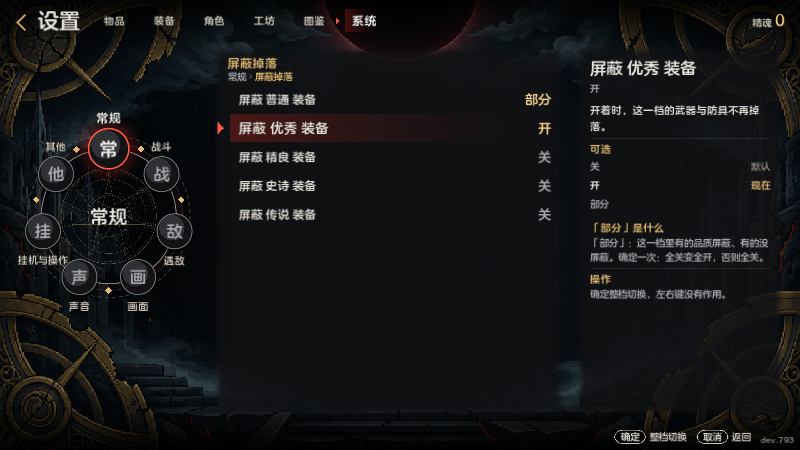 设置
物品
装备
角色
工坊
图鉴
系统
精魂 0
常规
常
其他
他
战斗
战
常规
挂
挂机与操作
敌
遇敌
声
声音
画
画面
屏蔽掉落
常规 › 屏蔽掉落
屏蔽 普通 装备 部分
屏蔽 优秀 装备 开
屏蔽 精良 装备 关
屏蔽 史诗 装备 关
屏蔽 传说 装备 关
屏蔽 优秀 装备
开
开着时，这一档的武器与防具不再掉
落。
可选
关 默认
开 现在
部分
「部分」是什么
「部分」：这一档里有的品质屏蔽、有的没
屏蔽。确定一次：全关变全开，否则全关。
操作
确定整档切换，左右键没有作用。
确定 整档切换 取消 返回
dev.793